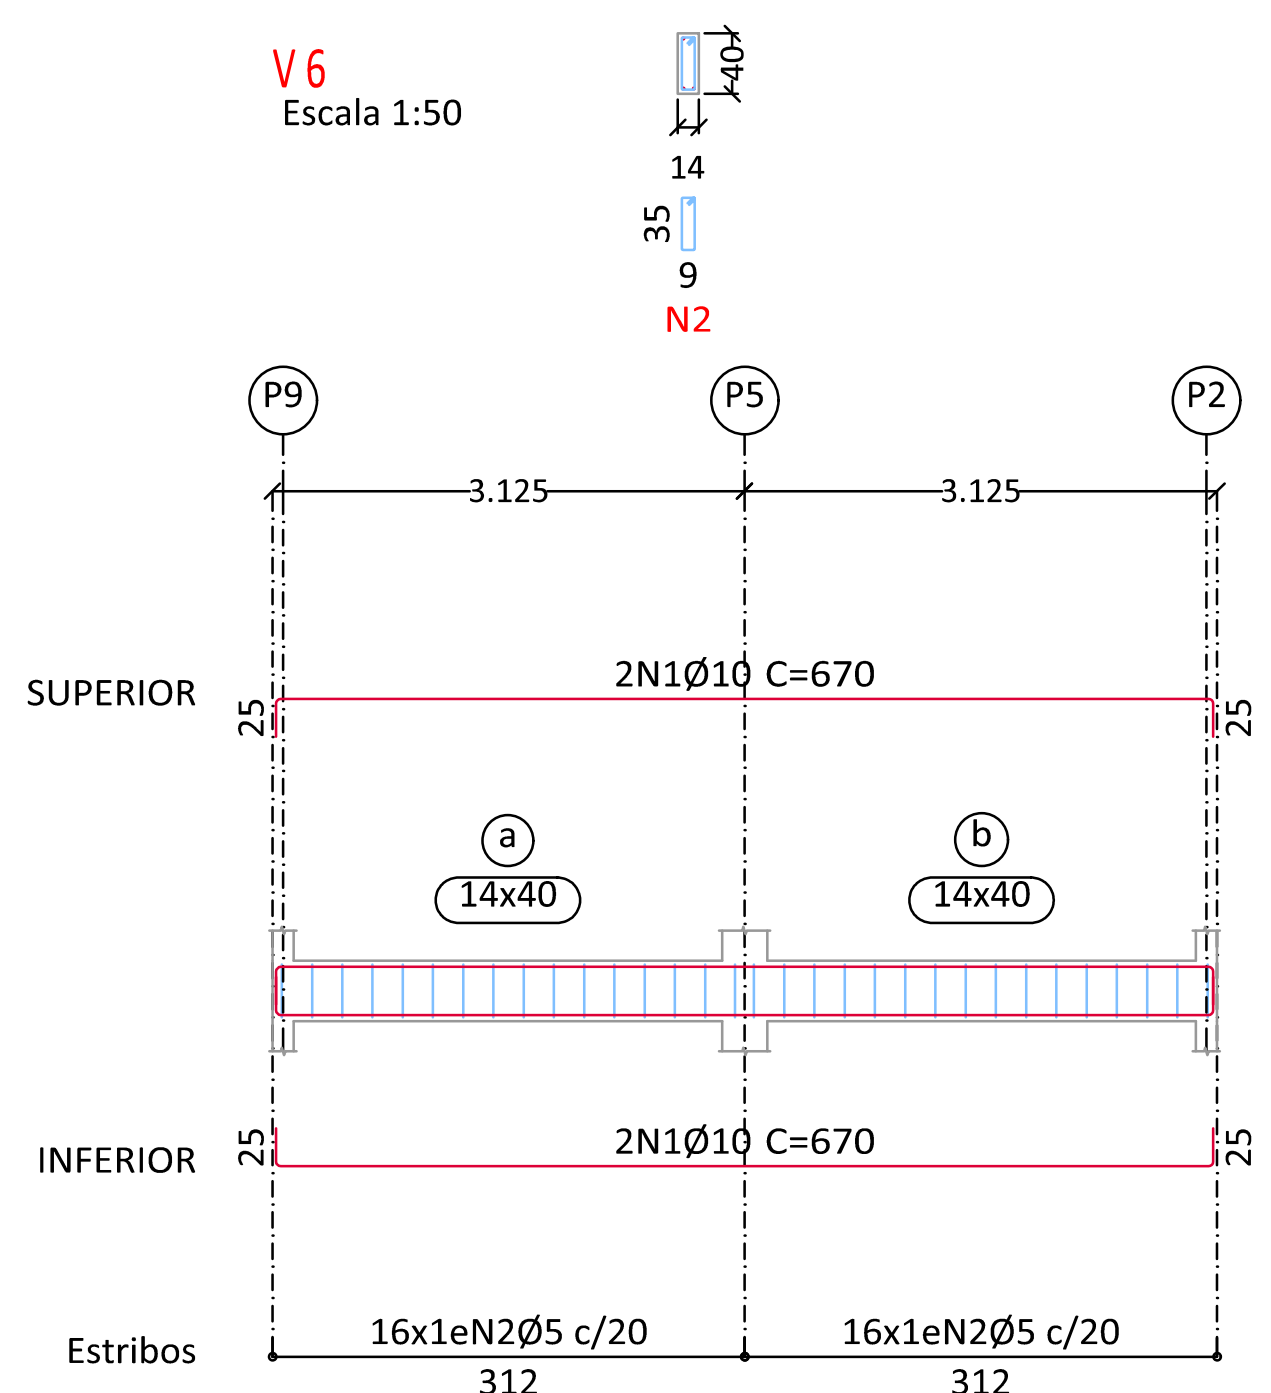 V 6
Escala 1:50
40
14
35
9
N2
P9 P5 P2
3.125 3.125
SUPERIOR
25 2N1Ø10 C=670 25
a b
14x40 14x40
INFERIOR
25 2N1Ø10 C=670 25
Estribos
16x1eN2Ø5 c/20 16x1eN2Ø5 c/20
312 312